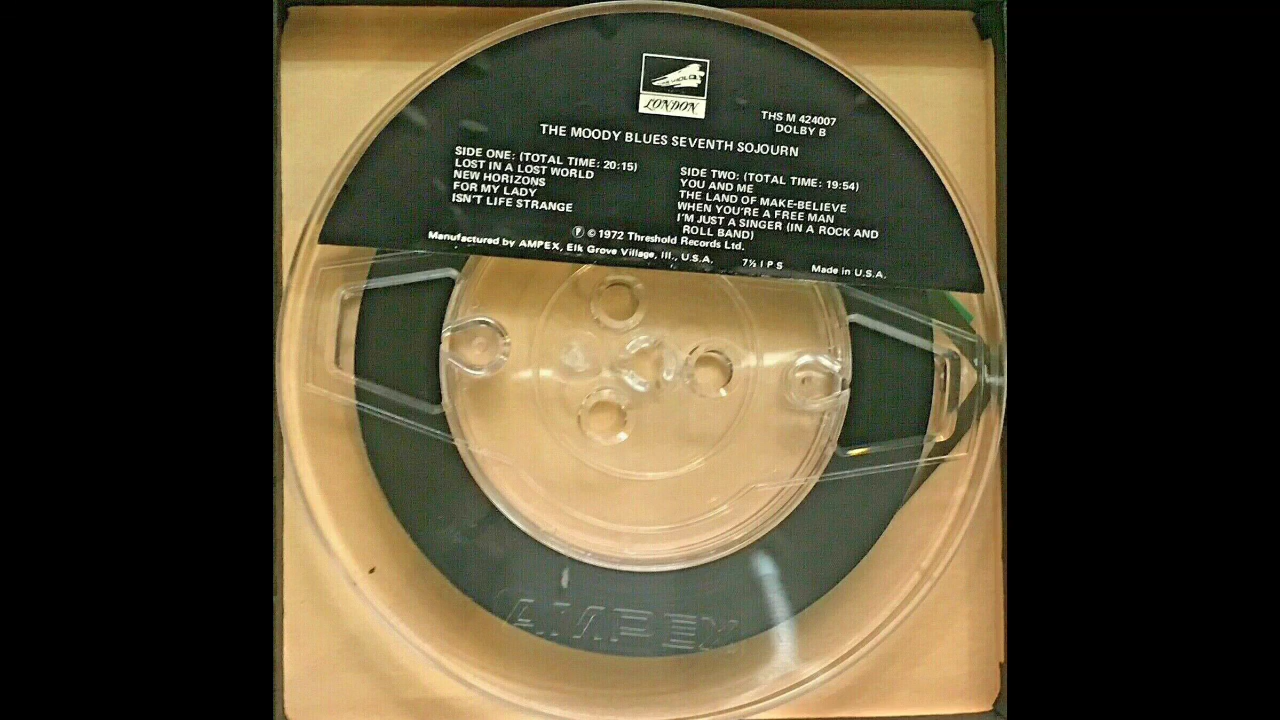 THRESHOLD
LONDON
THS M 424007
DOLBY B
THE MOODY BLUES SEVENTH SOJOURN
SIDE ONE: (TOTAL TIME: 20:15)
LOST IN A LOST WORLD
NEW HORIZONS
FOR MY LADY
ISN'T LIFE STRANGE
SIDE TWO: (TOTAL TIME: 19:54)
YOU AND ME
THE LAND OF MAKE-BELIEVE
WHEN YOU'RE A FREE MAN
I'M JUST A SINGER (IN A ROCK AND
ROLL BAND)
Ⓟ © 1972 Threshold Records Ltd.
Manufactured by AMPEX, Elk Grove Village, Ill., U.S.A. 7½ I P S Made in U.S.A.
AMPEX